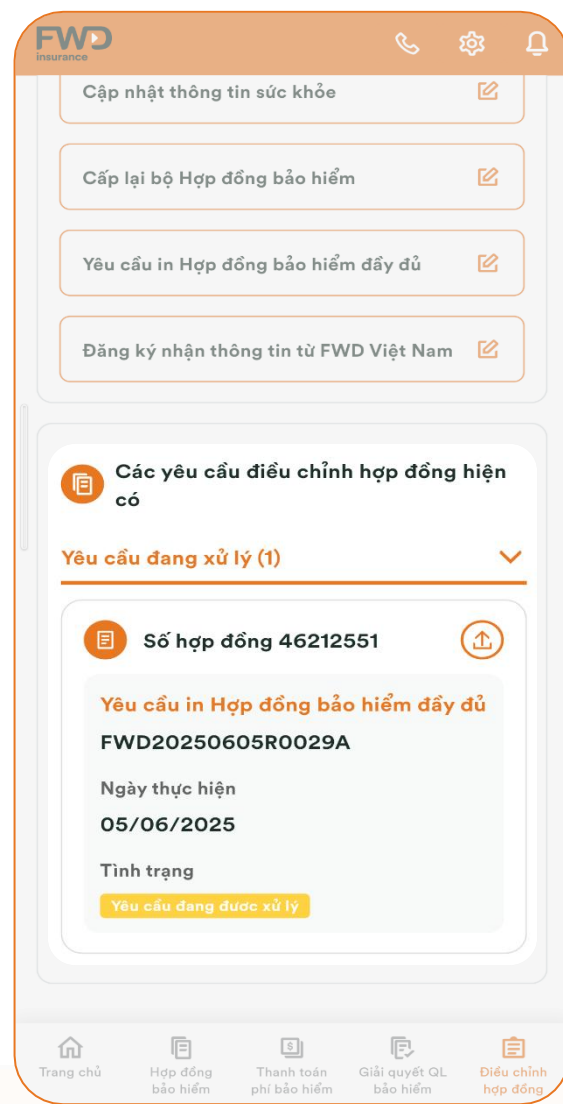 FWD
insurance
Cập nhật thông tin sức khỏe
Cấp lại bộ Hợp đồng bảo hiểm
Yêu cầu in Hợp đồng bảo hiểm đầy đủ
Đăng ký nhận thông tin từ FWD Việt Nam
Các yêu cầu điều chỉnh hợp đồng hiện
có
Yêu cầu đang xử lý (1)
Số hợp đồng 46212551
Yêu cầu in Hợp đồng bảo hiểm đầy đủ
FWD20250605R0029A
Ngày thực hiện
05/06/2025
Tình trạng
Yêu cầu đang được xử lý
Trang chủ
Hợp đồng
bảo hiểm
Thanh toán
phí bảo hiểm
Giải quyết QL
bảo hiểm
Điều chỉnh
hợp đồng